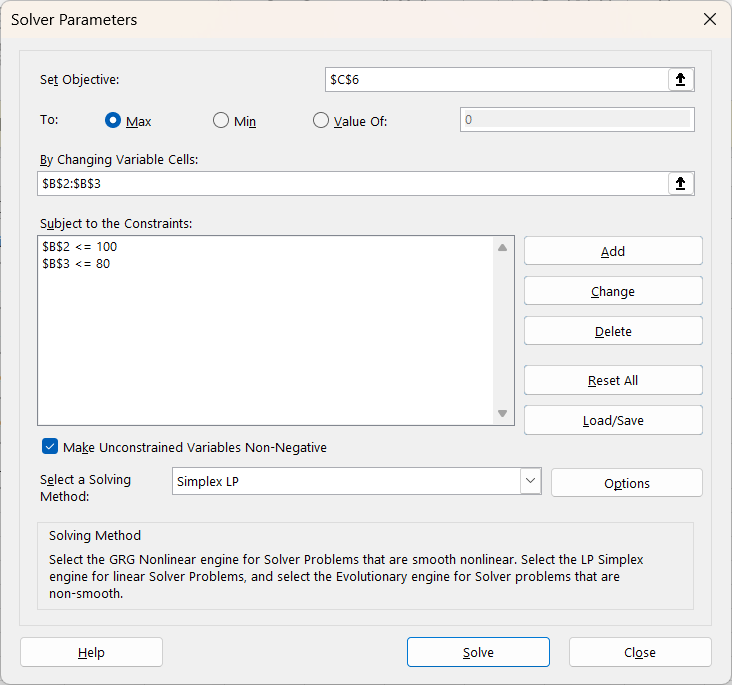 Solver Parameters
Set Objective:
$C$6
To:
Max
Min
Value Of:
0
By Changing Variable Cells:
$B$2:$B$3
Subject to the Constraints:
$B$2 <= 100
$B$3 <= 80
Add
Change
Delete
Reset All
Load/Save
Make Unconstrained Variables Non-Negative
Select a Solving
Method:
Simplex LP
Options
Solving Method
Select the GRG Nonlinear engine for Solver Problems that are smooth nonlinear. Select the LP Simplex
engine for linear Solver Problems, and select the Evolutionary engine for Solver problems that are
non-smooth.
Help
Solve
Close